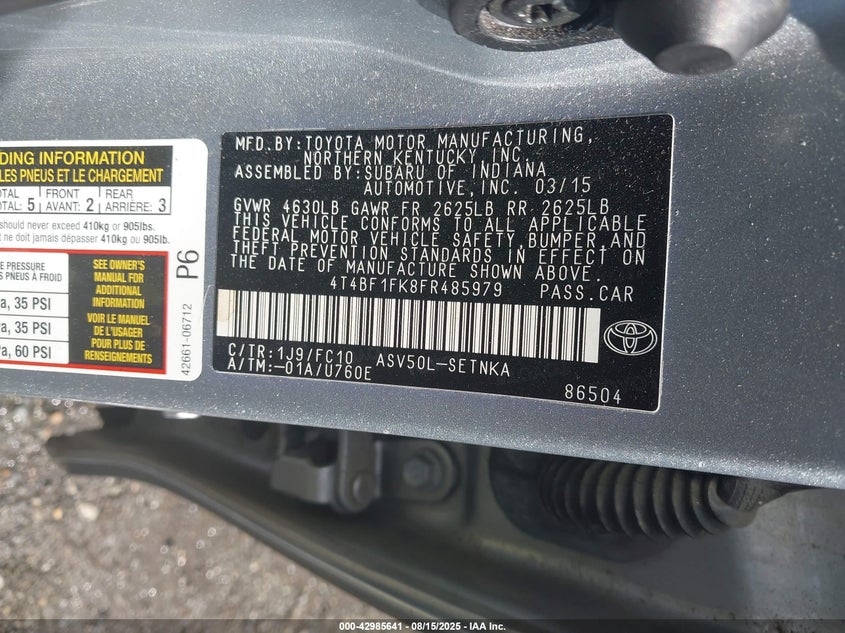 DING INFORMATION
LES PNEUS ET LE CHARGEMENT
TOTAL 5 FRONT AVANT: 2 REAR ARRIÈRE: 3
should never exceed 410kg or 905lbs.
t ne doit jamais dépasser 410kg ou 905lb.
E PRESSURE
S PNEUS À FROID
a, 35 PSI
a, 35 PSI
a, 60 PSI
SEE OWNER'S
MANUAL FOR
ADDITIONAL
INFORMATION
VOIR LE MANUEL
DE L'USAGER
POUR PLUS DE
RENSEIGNEMENTS
42661-06712
P6
MFD.BY:TOYOTA MOTOR MANUFACTURING,
NORTHERN KENTUCKY, INC.
ASSEMBLED BY:SUBARU OF INDIANA
AUTOMOTIVE,INC. 03/15
GVWR 4630LB GAWR FR 2625LB RR 2625LB
THIS VEHICLE CONFORMS TO ALL APPLICABLE
FEDERAL MOTOR VEHICLE SAFETY,BUMPER,AND
THEFT PREVENTION STANDARDS IN EFFECT ON
THE DATE OF MANUFACTURE SHOWN ABOVE.
4T4BF1FK8FR485979 PASS.CAR
C/TR:1J9/FC10 ASV50L-SETNKA
A/TM:-01A/U760E
86504
000-42985641 - 08/15/2025 - IAA Inc.